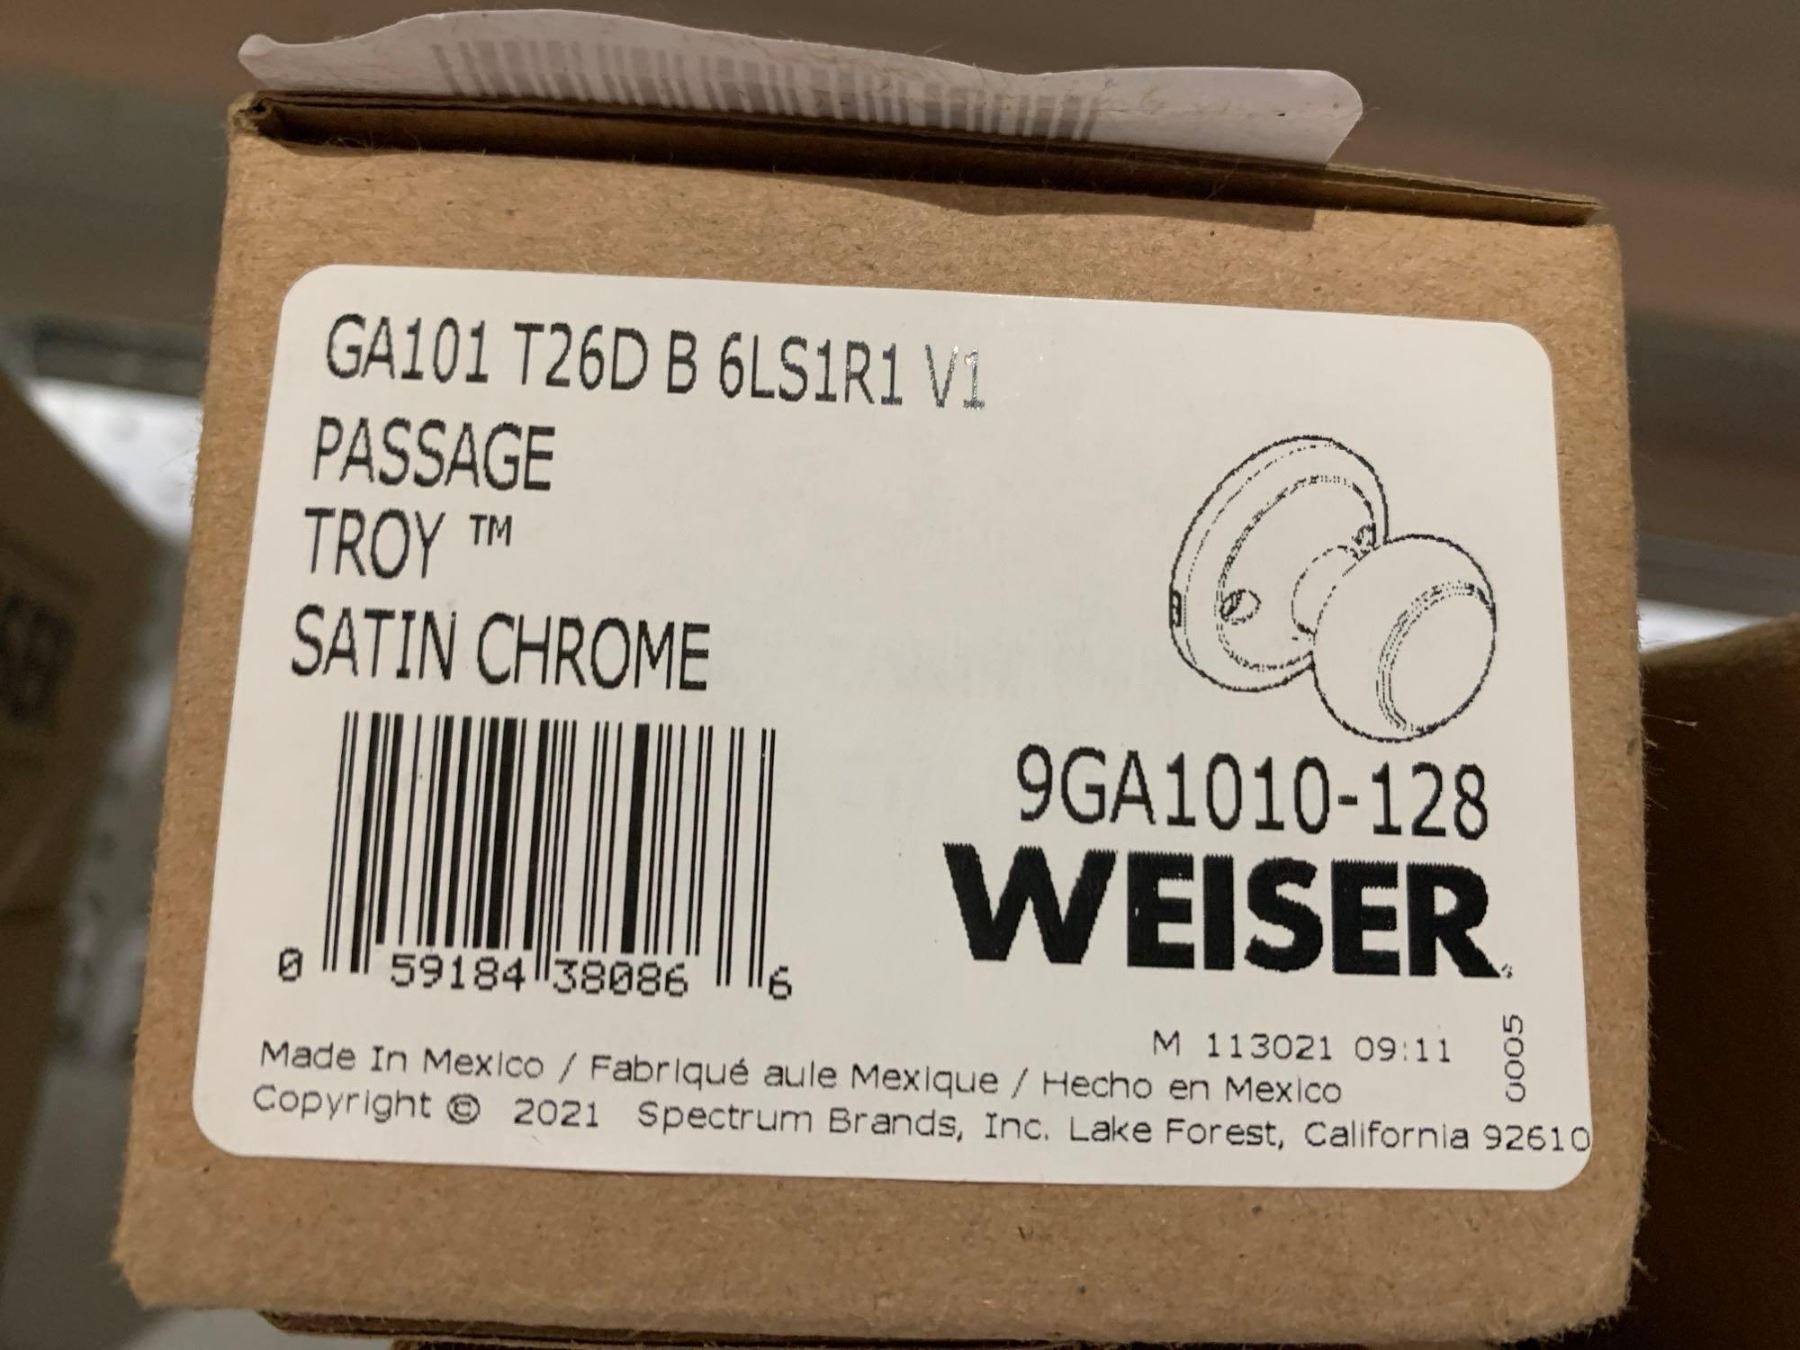 GA101 T26D B 6LS1R1 V1
PASSAGE
TROY ™
SATIN CHROME
9GA1010-128
WEISER
0 59184 38086 6
M 113021 09:11
0005
Made In Mexico / Fabriqué aule Mexique / Hecho en Mexico
Copyright © 2021 Spectrum Brands, Inc. Lake Forest, California 92610